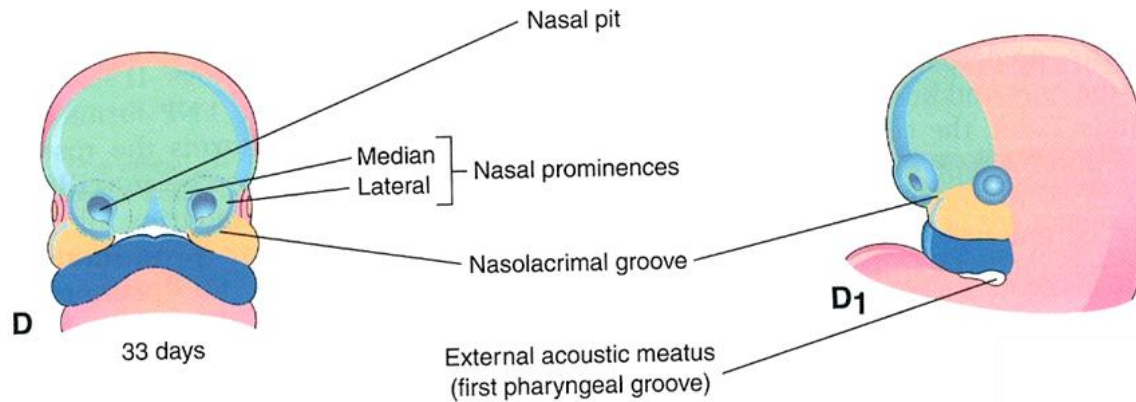 Nasal pit
Median
Lateral
Nasal prominences
Nasolacrimal groove
D
33 days
D1
External acoustic meatus
(first pharyngeal groove)